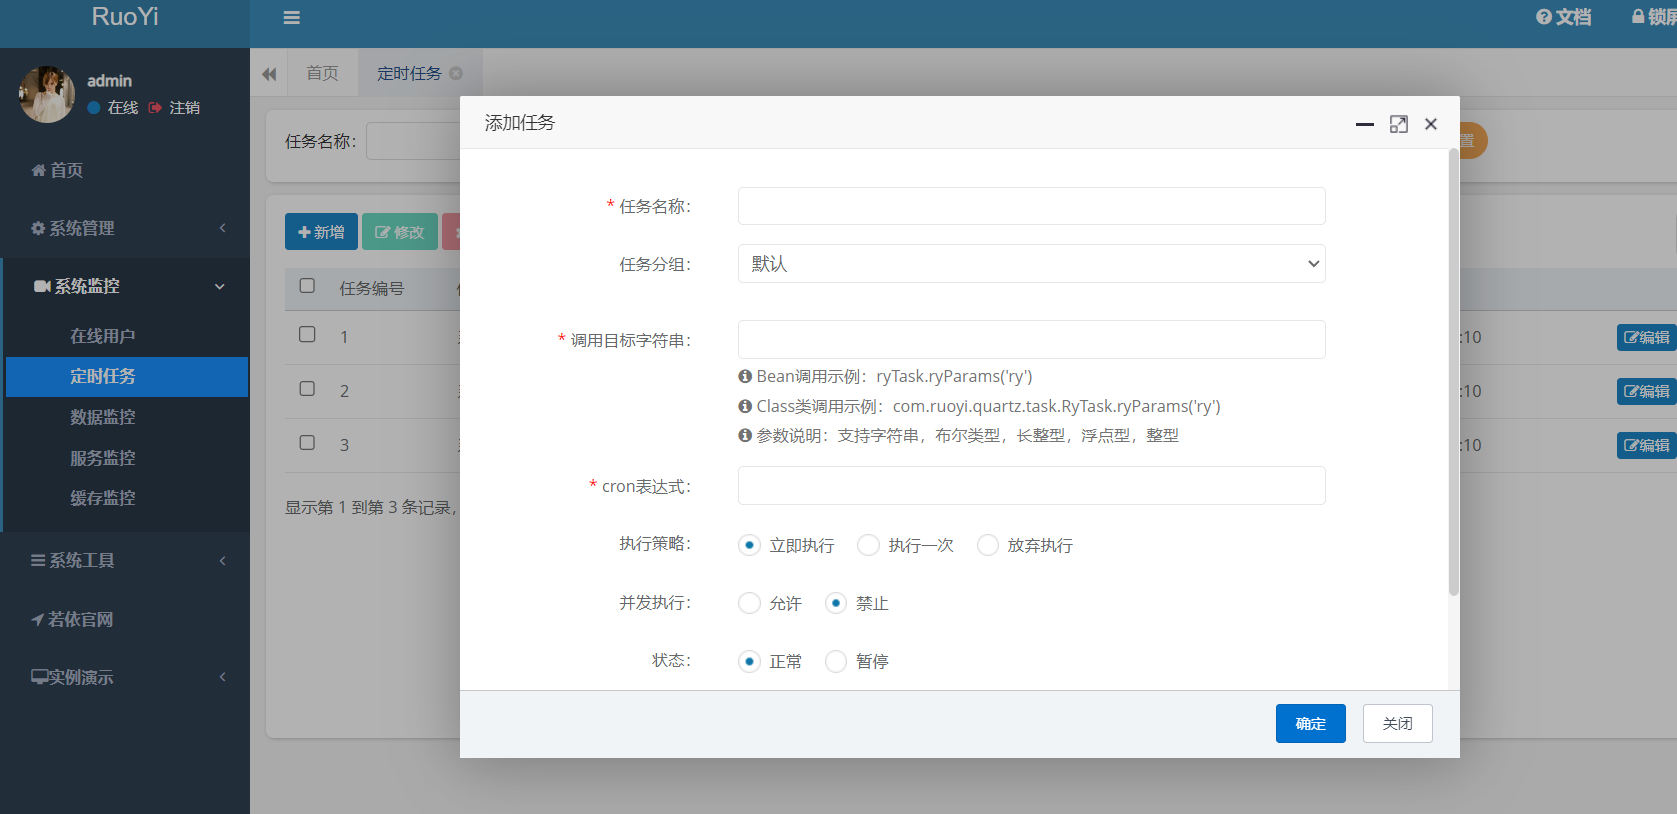 RuoYi
文档
锁屏
admin
在线 注销
首页
系统管理
系统监控
在线用户
定时任务
数据监控
服务监控
缓存监控
系统工具
若依官网
实例演示
首页
定时任务
任务名称：
置
新增
修改
任务编号
1
:10
编辑
2
:10
编辑
3
:10
编辑
显示第 1 到第 3 条记录，
添加任务
* 任务名称：
任务分组：
默认
* 调用目标字符串：
Bean调用示例：ryTask.ryParams('ry')
Class类调用示例：com.ruoyi.quartz.task.RyTask.ryParams('ry')
参数说明：支持字符串，布尔类型，长整型，浮点型，整型
* cron表达式：
执行策略：
立即执行 执行一次 放弃执行
并发执行：
允许 禁止
状态：
正常 暂停
确定
关闭